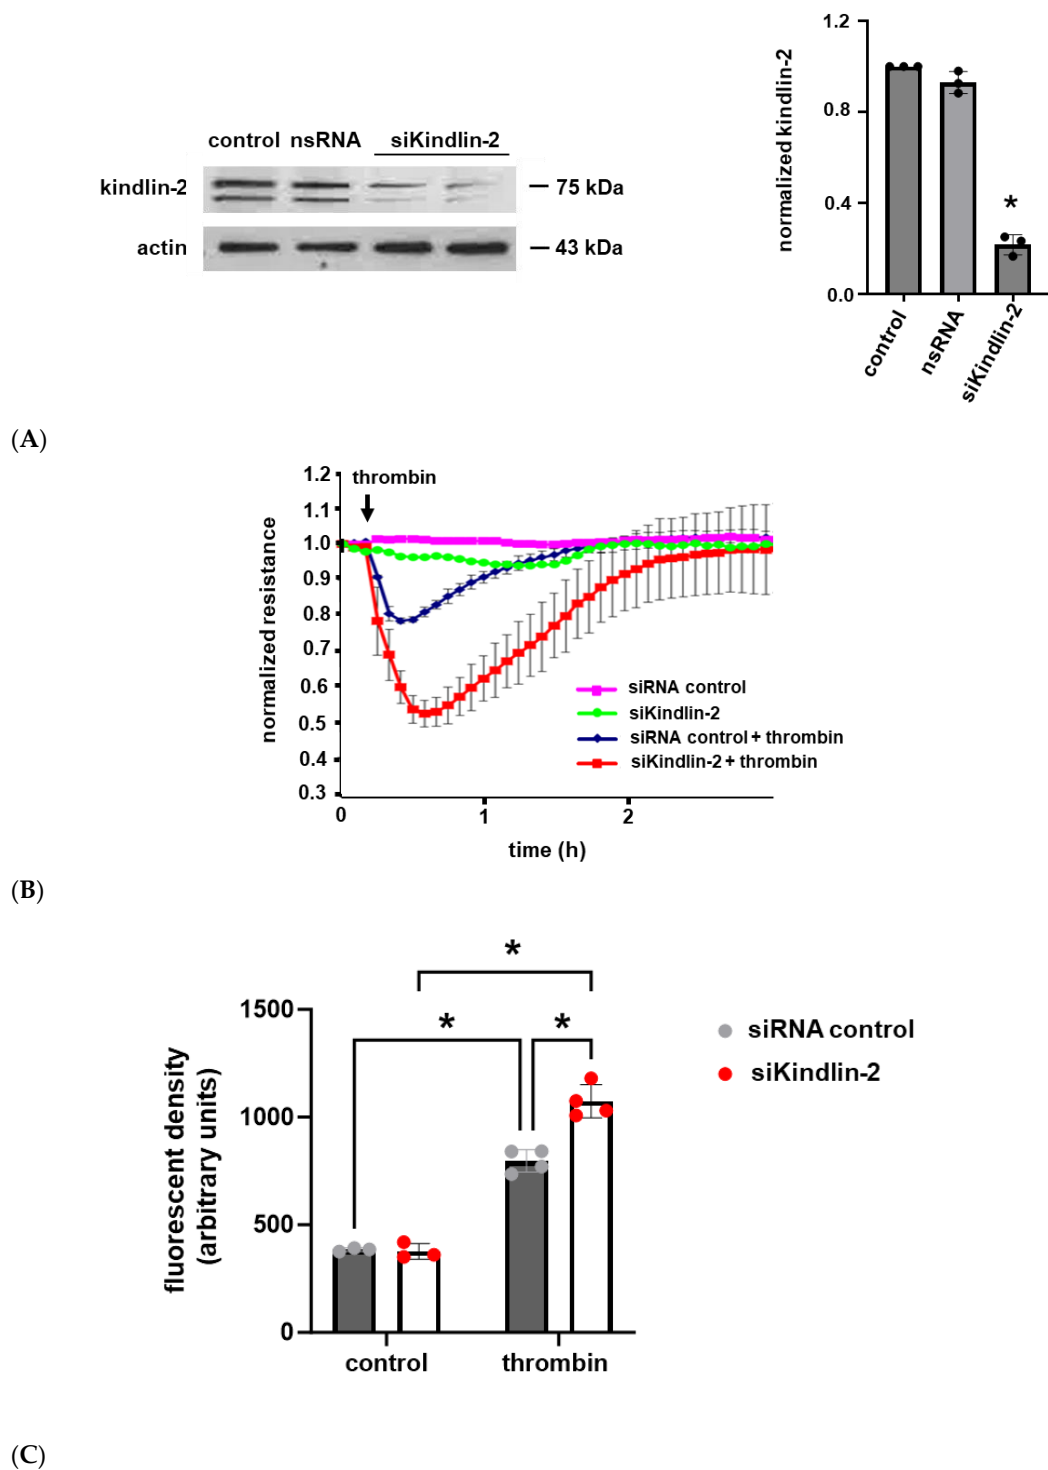 control nsRNA siKindlin-2
kindlin-2 75 kDa
actin 43 kDa
normalized kindlin-2
1.2
0.8
0.4
0.0
*
control nsRNA siKindlin-2
(A)
normalized resistance
1.2
1.1
1.0
0.9
0.8
0.7
0.6
0.5
0.4
0.3
thrombin
siRNA control
siKindlin-2
siRNA control + thrombin
siKindlin-2 + thrombin
0 1 2
time (h)
(B)
fluorescent density
(arbitrary units)
1500
1000
500
0
*
* *
siRNA control
siKindlin-2
control thrombin
(C)